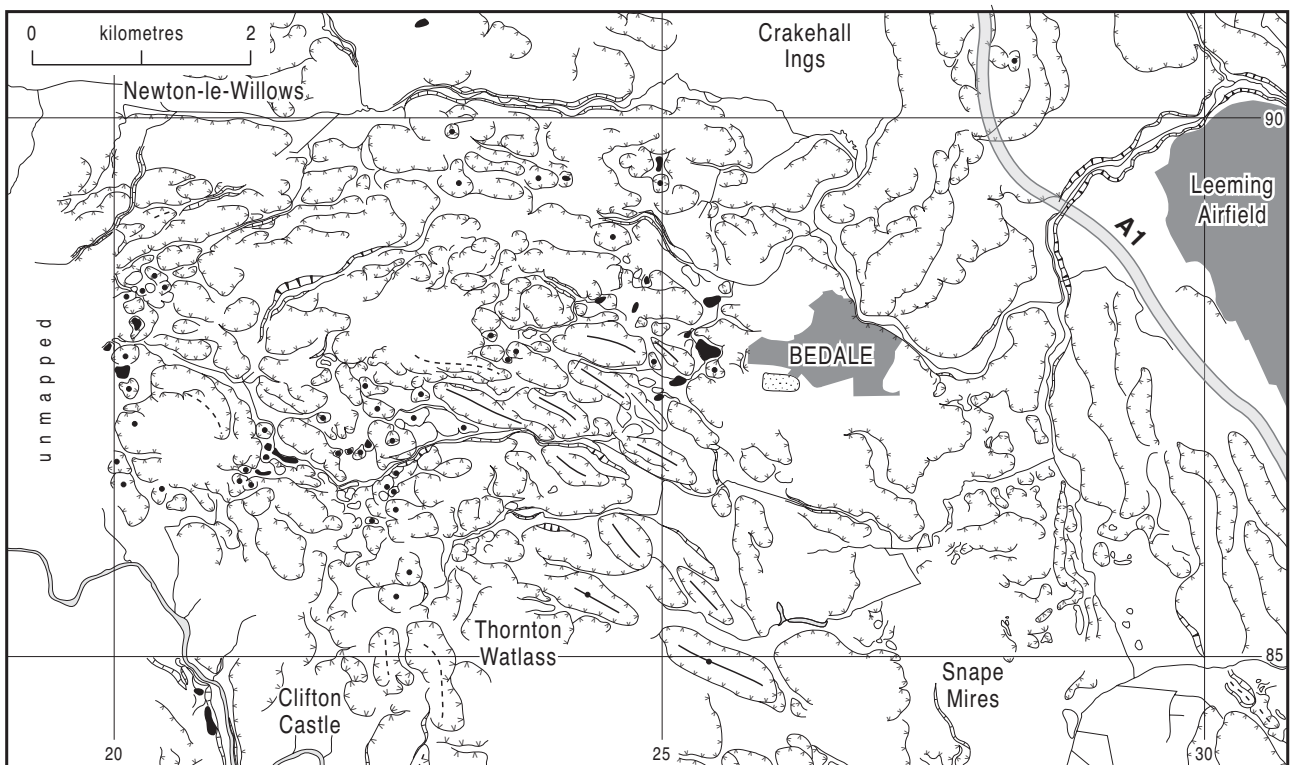 0 kilometres 2
Newton-le-Willows
Crakehall
Ings
90
Leeming
Airfield
A1
unmapped
BEDALE
Thornton
Watlass
Clifton
Castle
Snape
Mires
85
20
25
30